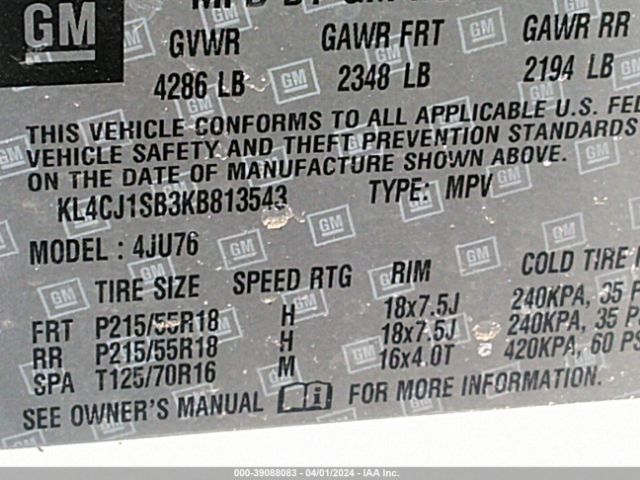 GM
GVWR GAWR FRT GAWR RR
4286 LB 2348 LB 2194 LB
THIS VEHICLE CONFORMS TO ALL APPLICABLE U.S.
VEHICLE SAFETY AND THEFT PREVENTION STANDARDS
ON THE DATE OF MANUFACTURE SHOWN ABOVE.
KL4CJ1SB3KB813543 TYPE: MPV
MODEL : 4JU76
TIRE SIZE SPEED RTG RIM COLD TIRE
FRT P215/55R18 H 18x7.5J 240KPA, 35
RR P215/55R18 H 18x7.5J 240KPA, 35
SPA T125/70R16 M 16x4.0T 420KPA, 60
SEE OWNER'S MANUAL FOR MORE INFORMATION.
000-39088083 - 04/01/2024 - IAA Inc.